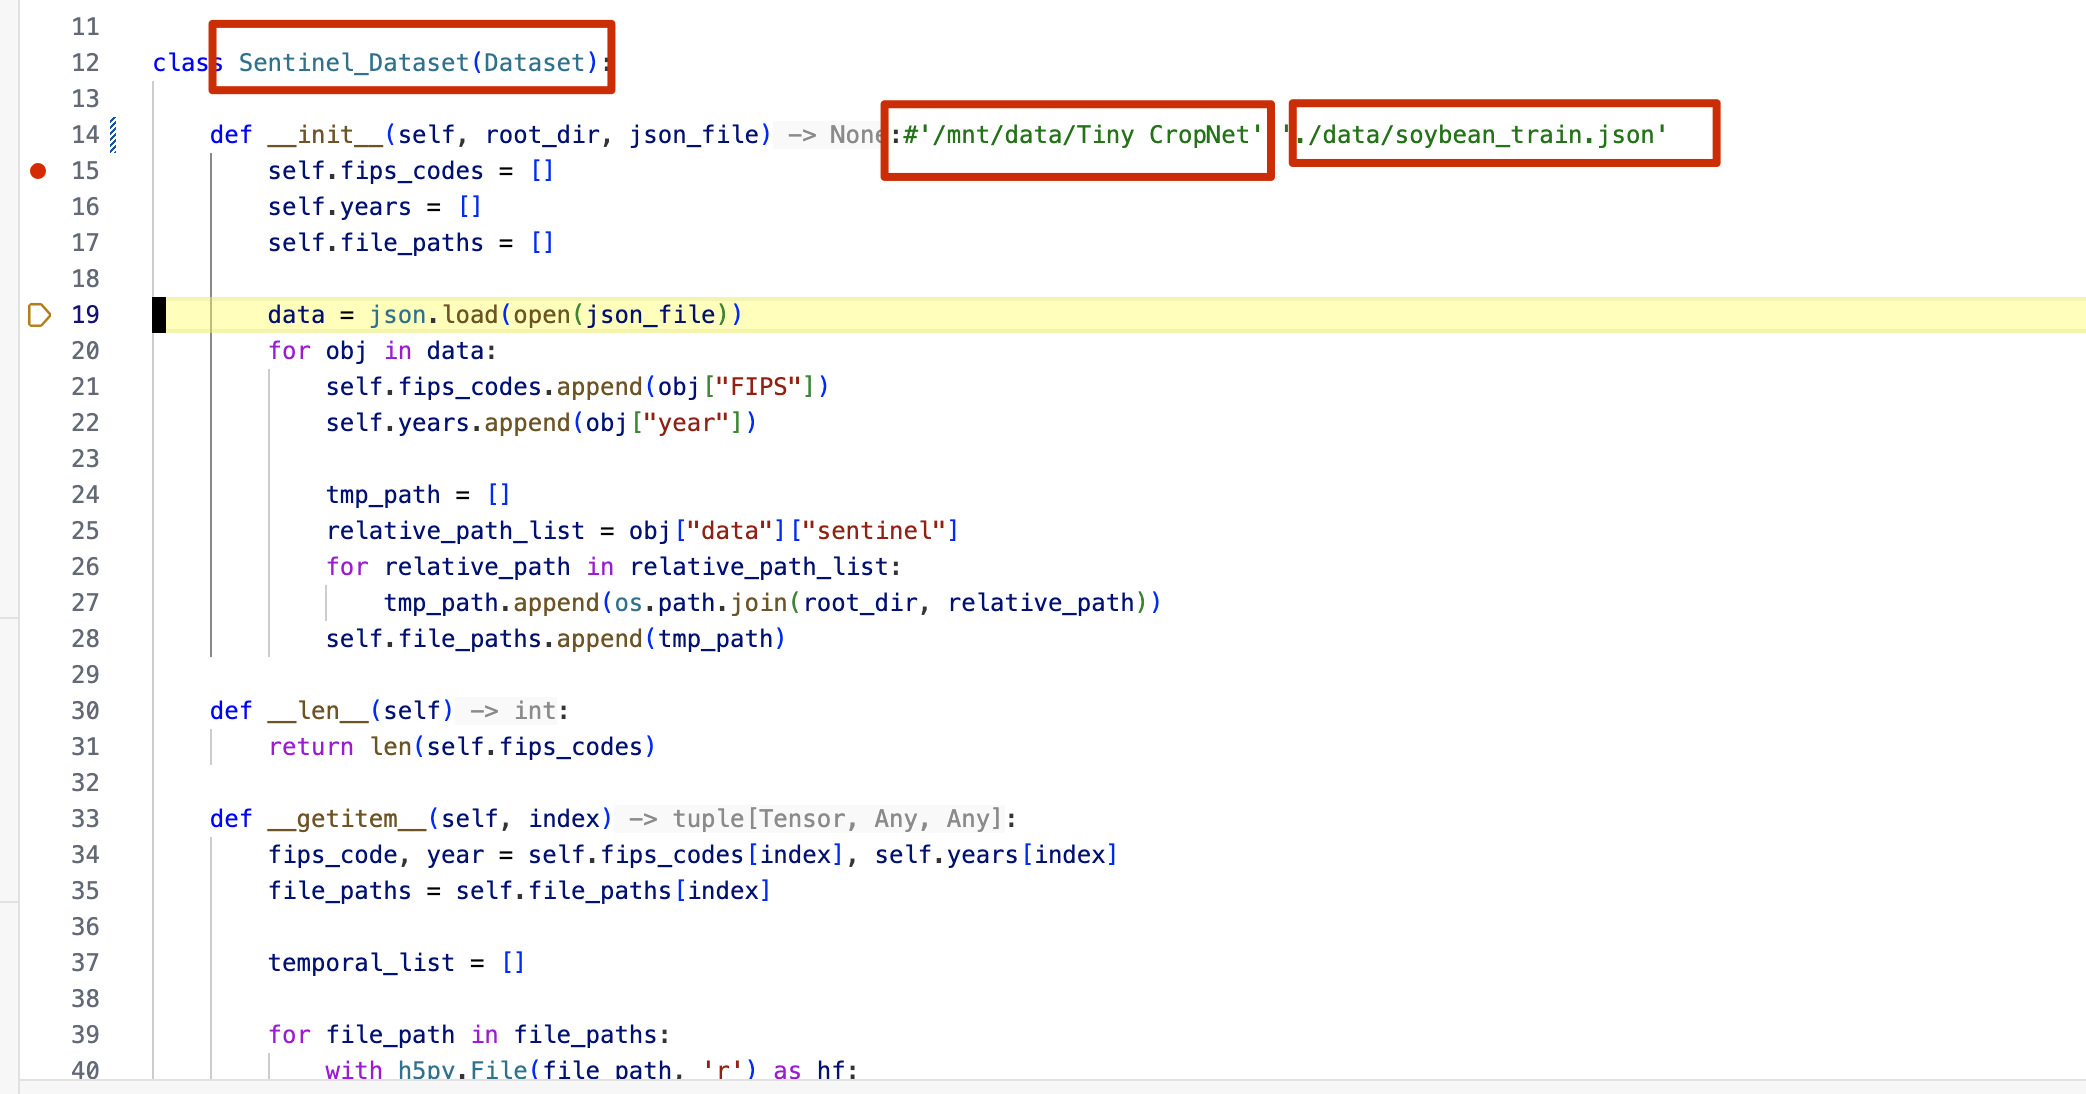 11
12 class Sentinel_Dataset(Dataset):
13
14 def __init__(self, root_dir, json_file) -> None:#'/mnt/data/Tiny CropNet' './data/soybean_train.json'
15 self.fips_codes = []
16 self.years = []
17 self.file_paths = []
18
19 data = json.load(open(json_file))
20 for obj in data:
21 self.fips_codes.append(obj["FIPS"])
22 self.years.append(obj["year"])
23
24 tmp_path = []
25 relative_path_list = obj["data"]["sentinel"]
26 for relative_path in relative_path_list:
27 tmp_path.append(os.path.join(root_dir, relative_path))
28 self.file_paths.append(tmp_path)
29
30 def __len__(self) -> int:
31 return len(self.fips_codes)
32
33 def __getitem__(self, index) -> tuple[Tensor, Any, Any]:
34 fips_code, year = self.fips_codes[index], self.years[index]
35 file_paths = self.file_paths[index]
36
37 temporal_list = []
38
39 for file_path in file_paths:
40 with h5py.File(file_path, 'r') as hf: